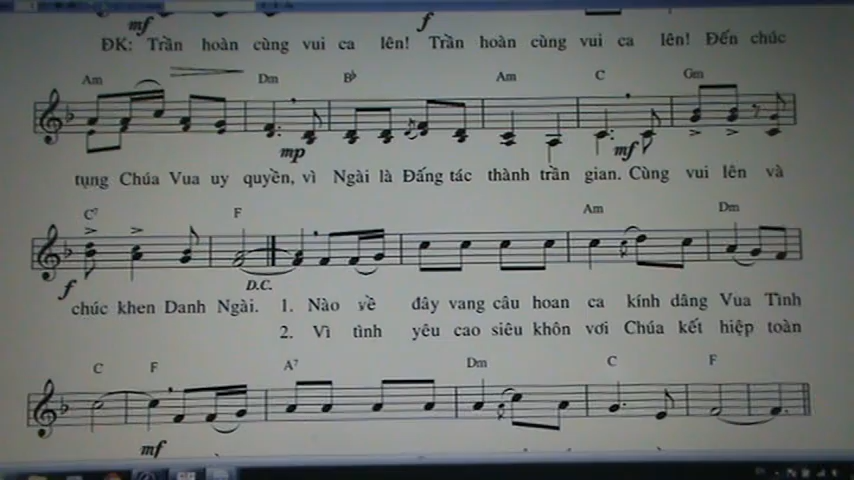 mf f
ĐK: Trần hoàn cùng vui ca lên! Trần hoàn cùng vui ca lên! Đến chúc
Am Dm B♭ Am C Gm
mp mf
tụng Chúa Vua uy quyền, vì Ngài là Đấng tác thành trần gian. Cùng vui lên và
C7 F Am Dm
f D.C.
chúc khen Danh Ngài. 1. Nào về đây vang câu hoan ca kính dâng Vua Tình
2. Vì tình yêu cao siêu khôn vơi Chúa kết hiệp toàn
C F A7 Dm C F
mf